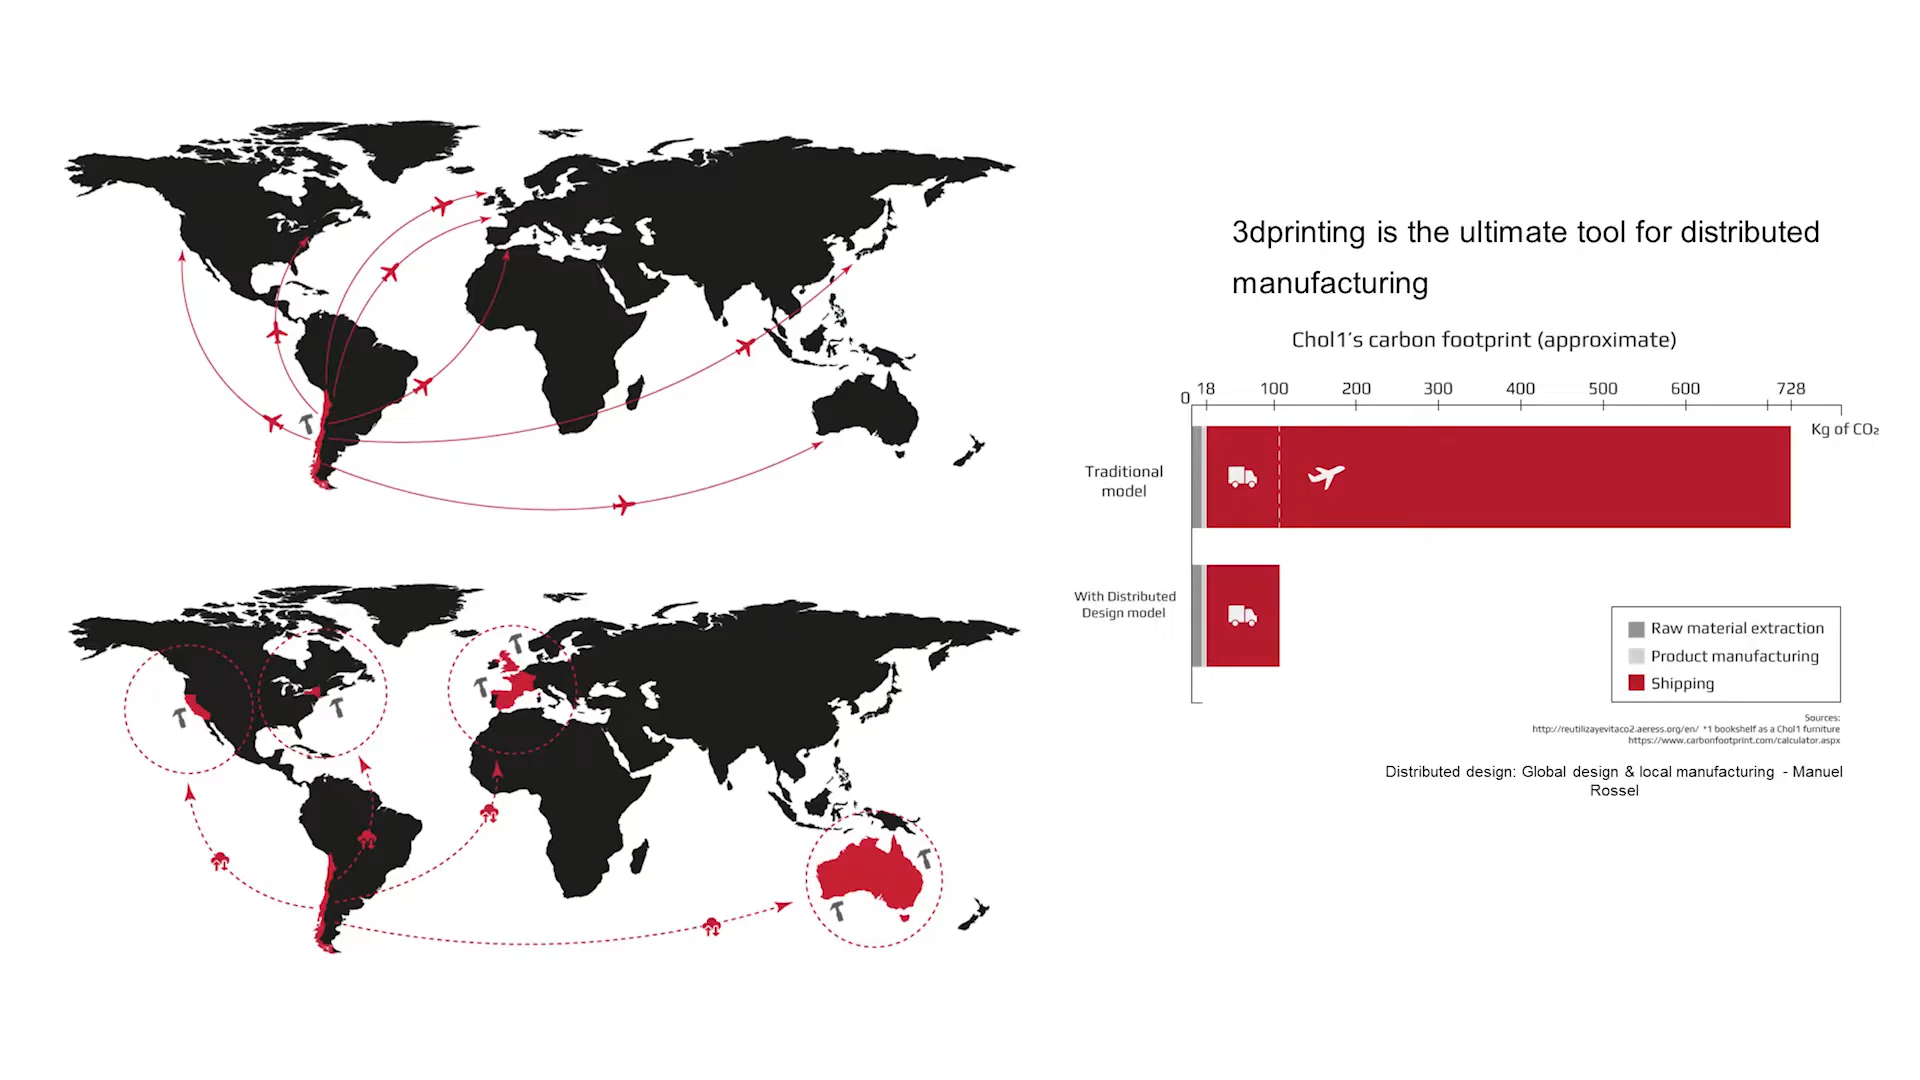 3dprinting is the ultimate tool for distributed
manufacturing
Chol1's carbon footprint (approximate)
0 18 100 200 300 400 500 600 728
Kg of CO₂
Traditional
model
With Distributed
Design model
Raw material extraction
Product manufacturing
Shipping
Sources:
http://reutilizayevitaco2.aeress.org/en/ *1 bookshelf as a Chol1 furniture
https://www.carbonfootprint.com/calculator.aspx
Distributed design: Global design & local manufacturing - Manuel
Rossel